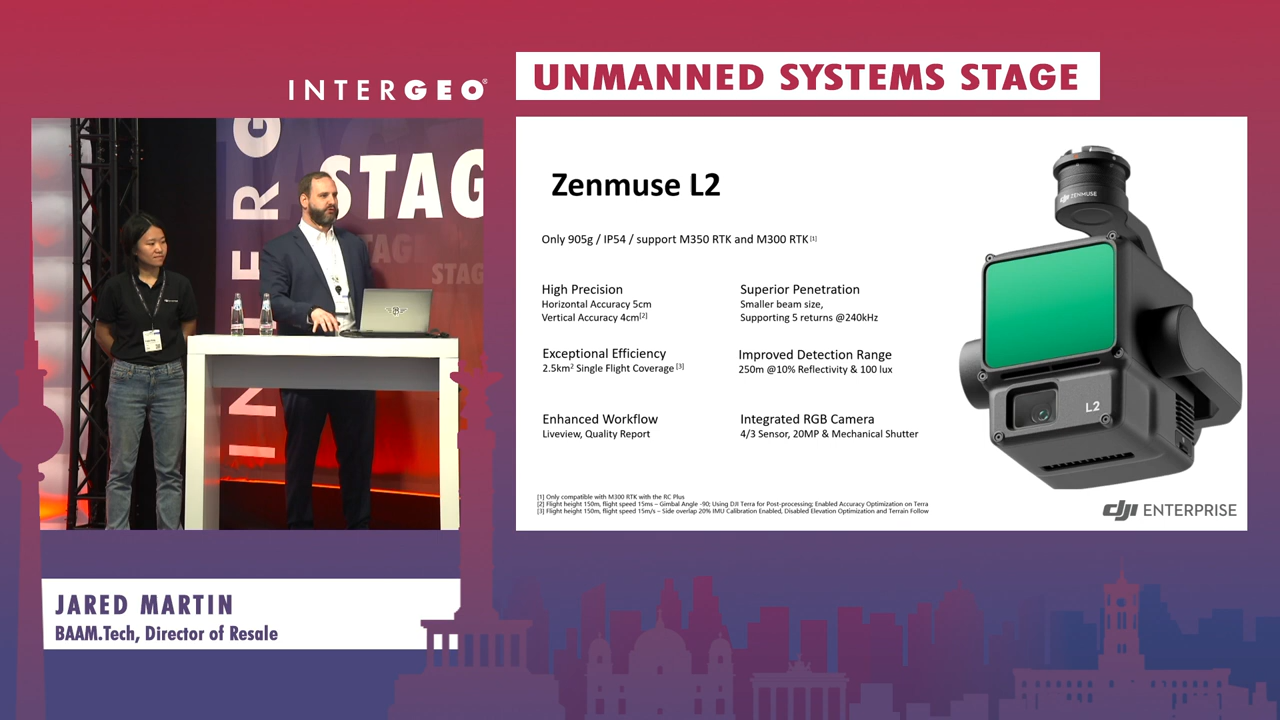 INTERGEO®
UNMANNED SYSTEMS STAGE
INTERG
STAG
STAG
STAGE
Zenmuse L2
Only 905g / IP54 / support M350 RTK and M300 RTK [1]
High Precision
Horizontal Accuracy 5cm
Vertical Accuracy 4cm[2]
Superior Penetration
Smaller beam size,
Supporting 5 returns @240kHz
Exceptional Efficiency
2.5km² Single Flight Coverage [3]
Improved Detection Range
250m @10% Reflectivity & 100 lux
Enhanced Workflow
Liveview, Quality Report
Integrated RGB Camera
4/3 Sensor, 20MP & Mechanical Shutter
[1] Only compatible with M300 RTK with the RC Plus
[2] Flight height 150m, flight speed 15ms – Gimbal Angle -90; Using DJI Terra for Post-processing; Enabled Accuracy Optimization on Terra
[3] Flight height 150m, flight speed 15m/s – Side overlap 20% IMU Calibration Enabled, Disabled Elevation Optimization and Terrain Follow
dji ZENMUSE
L2
dji ENTERPRISE
JARED MARTIN
BAAM.Tech, Director of Resale